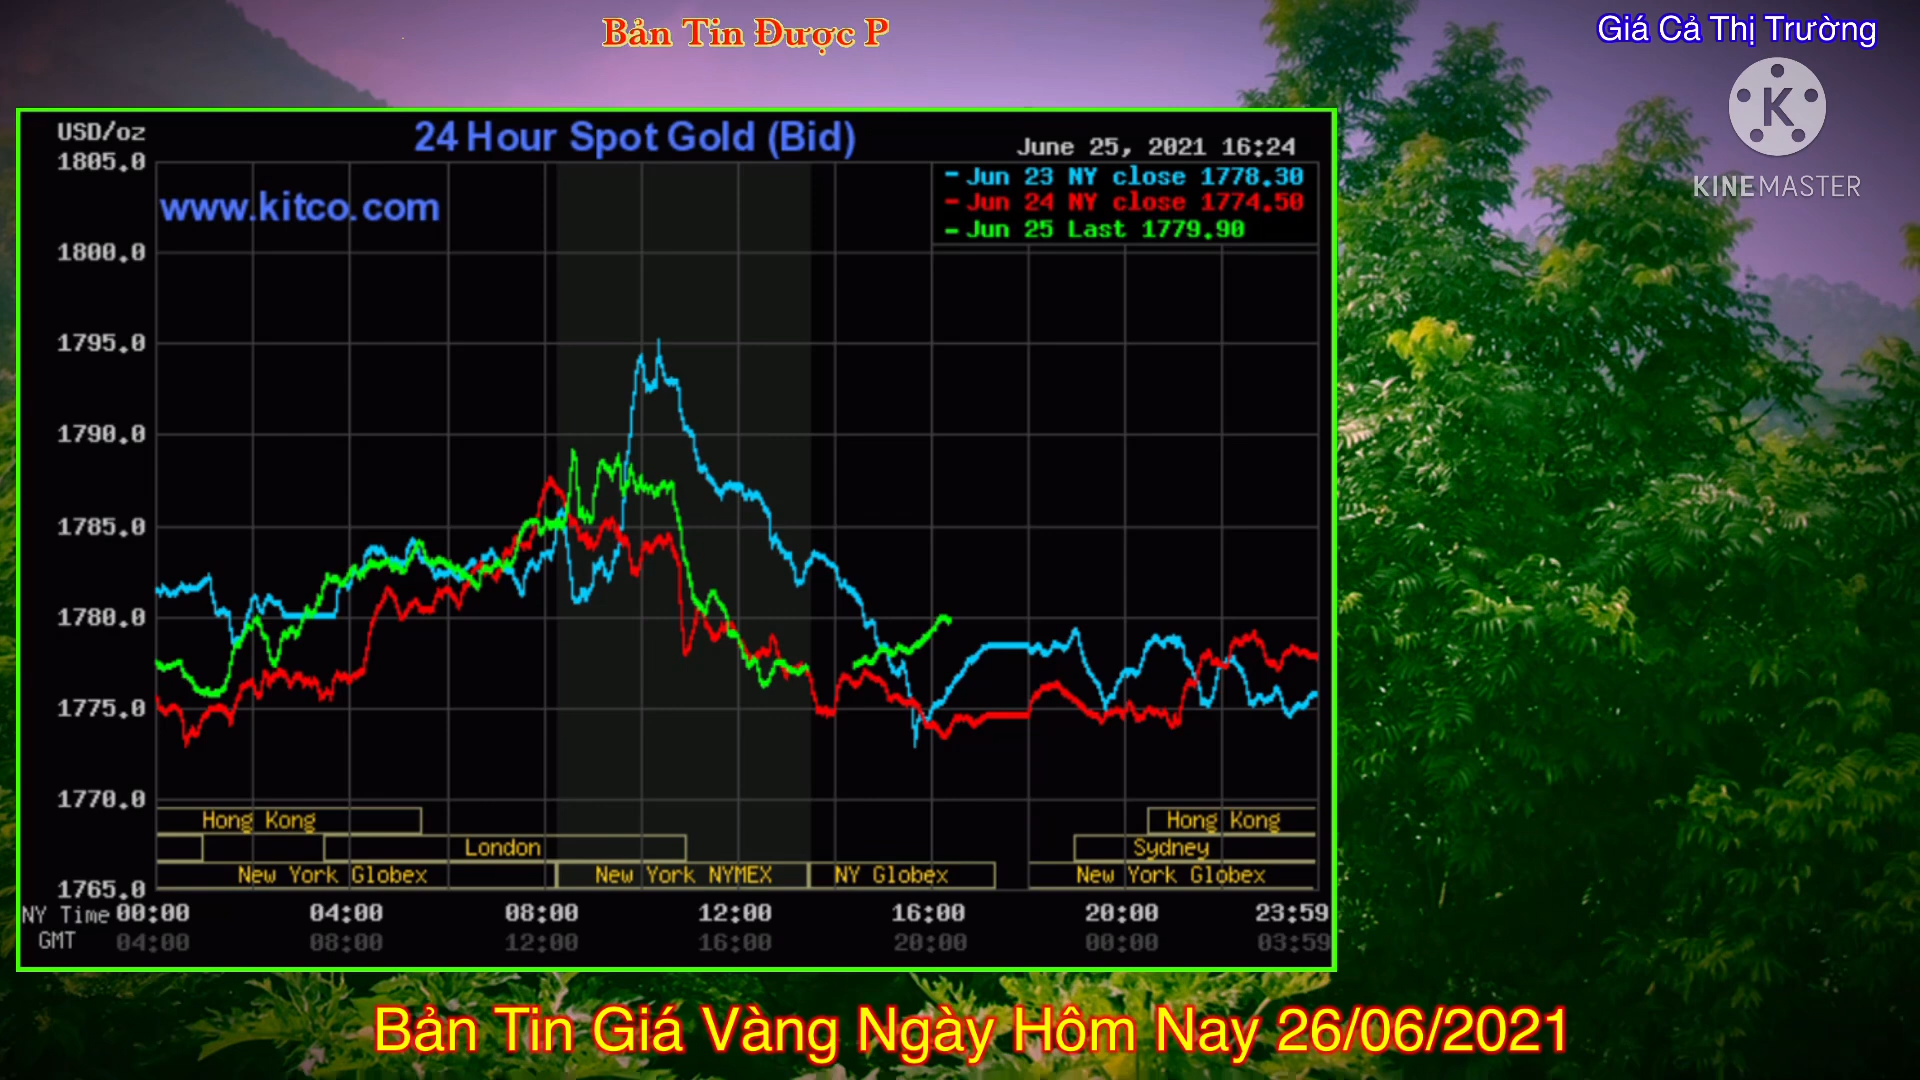 Bản Tin Được P
Giá Cả Thị Trường
KINEMASTER
USD/oz
24 Hour Spot Gold (Bid)
June 25, 2021 16:24
www.kitco.com
Jun 23 NY close 1778.30
Jun 24 NY close 1774.50
Jun 25 Last 1779.90
1805.0
1800.0
1795.0
1790.0
1785.0
1780.0
1775.0
1770.0
1765.0
Hong Kong
Hong Kong
London
Sydney
New York Globex
New York NYMEX
NY Globex
New York Globex
NY Time 00:00 04:00 08:00 12:00 16:00 20:00 23:59
GMT 04:00 08:00 12:00 16:00 20:00 00:00 03:59
Bản Tin Giá Vàng Ngày Hôm Nay 26/06/2021